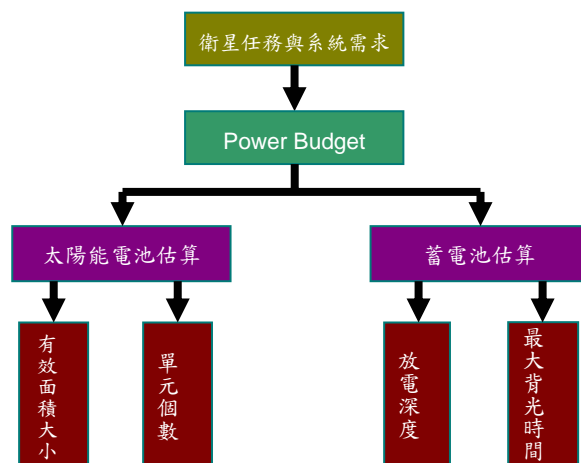 衛星任務與系統需求
Power Budget
太陽能電池估算
蓄電池估算
有效面積大小
單元個數
放電深度
最大背光時間